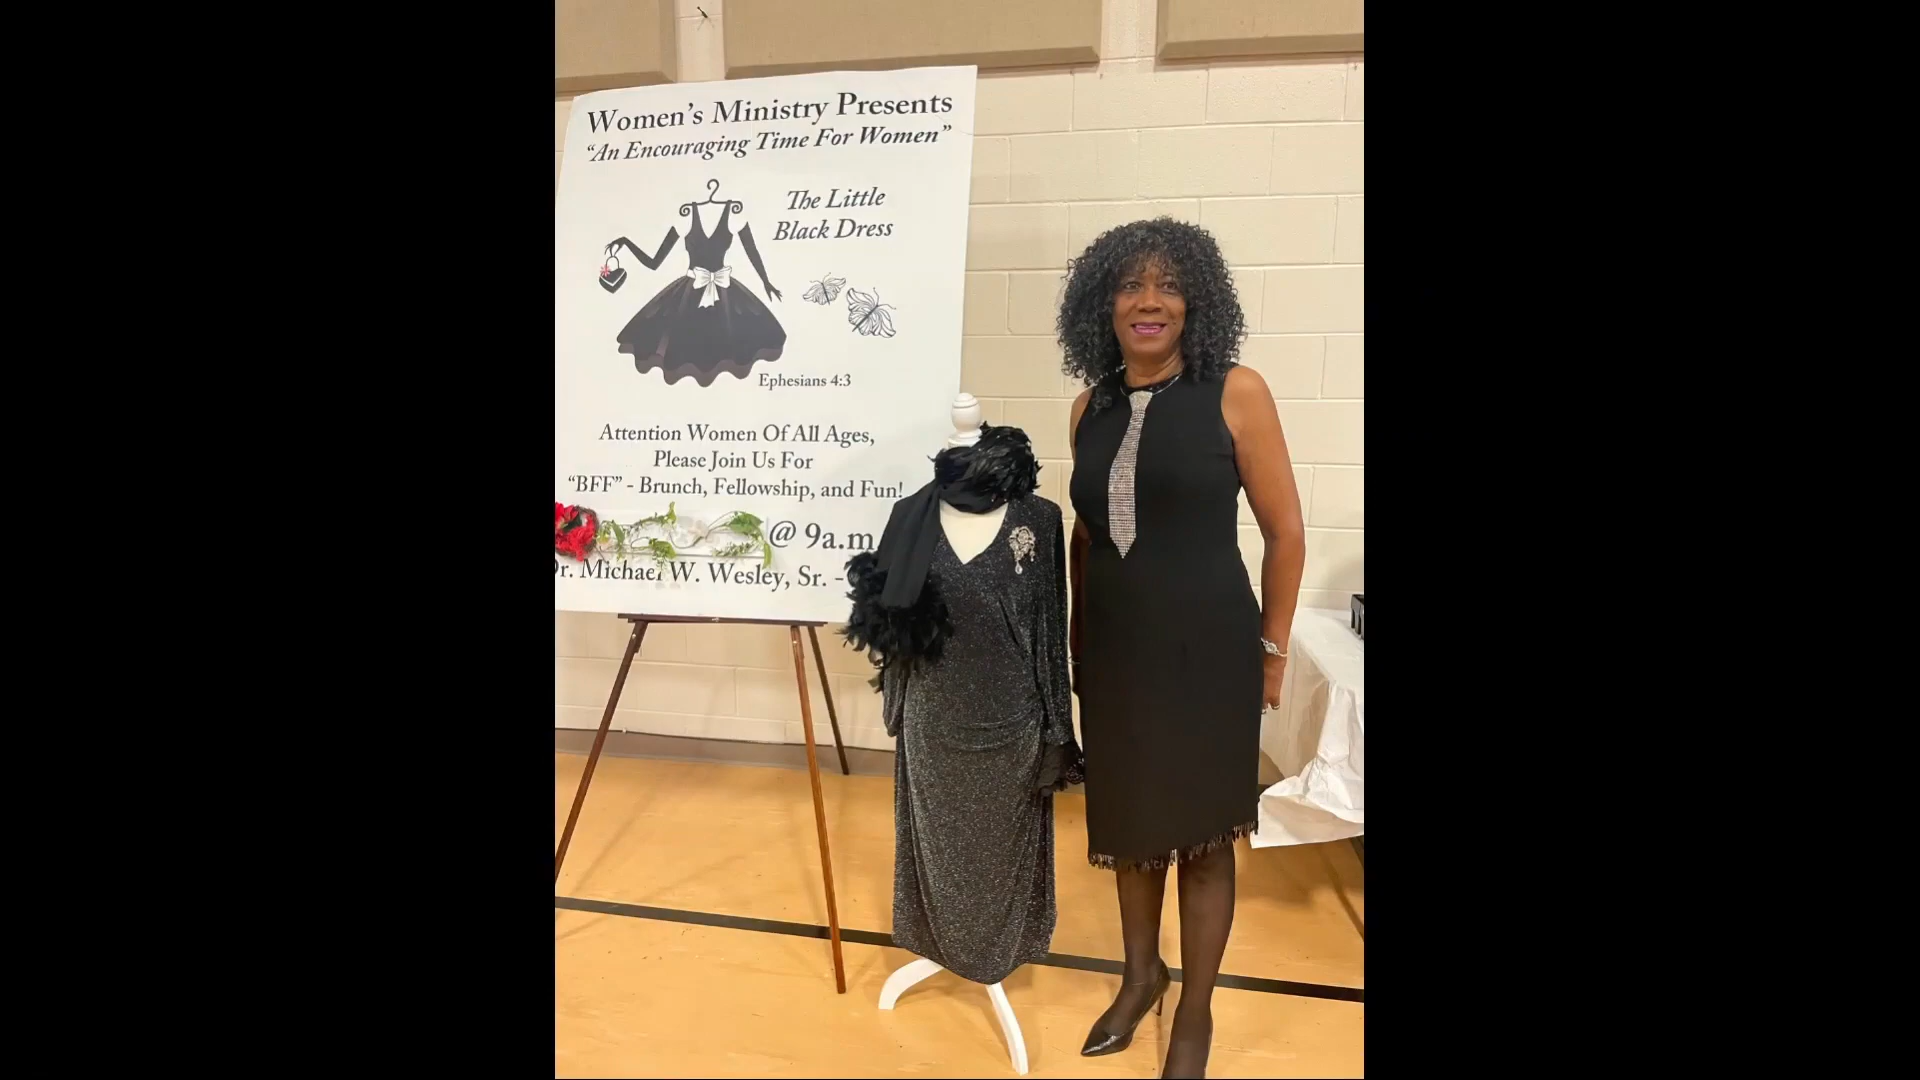 Women's Ministry Presents
“An Encouraging Time For Women”
The Little
Black Dress
Ephesians 4:3
Attention Women Of All Ages,
Please Join Us For
“BFF” - Brunch, Fellowship, and Fun!
@ 9a.m
Dr. Michael W. Wesley, Sr. -